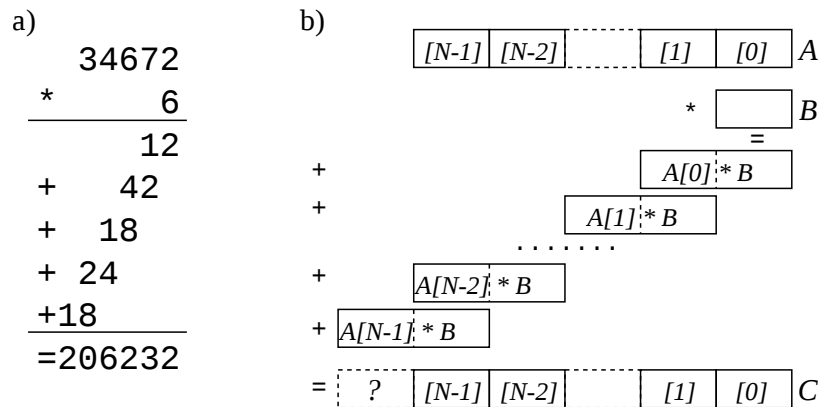 a)
34672
* 6
12
+ 42
+ 18
+ 24
+18
=206232
b)
[N-1] [N-2] [1] [0] A
* B
=
+ A[0] * B
+ A[1] * B
.......
+ A[N-2] * B
+ A[N-1] * B
= ? [N-1] [N-2] [1] [0] C